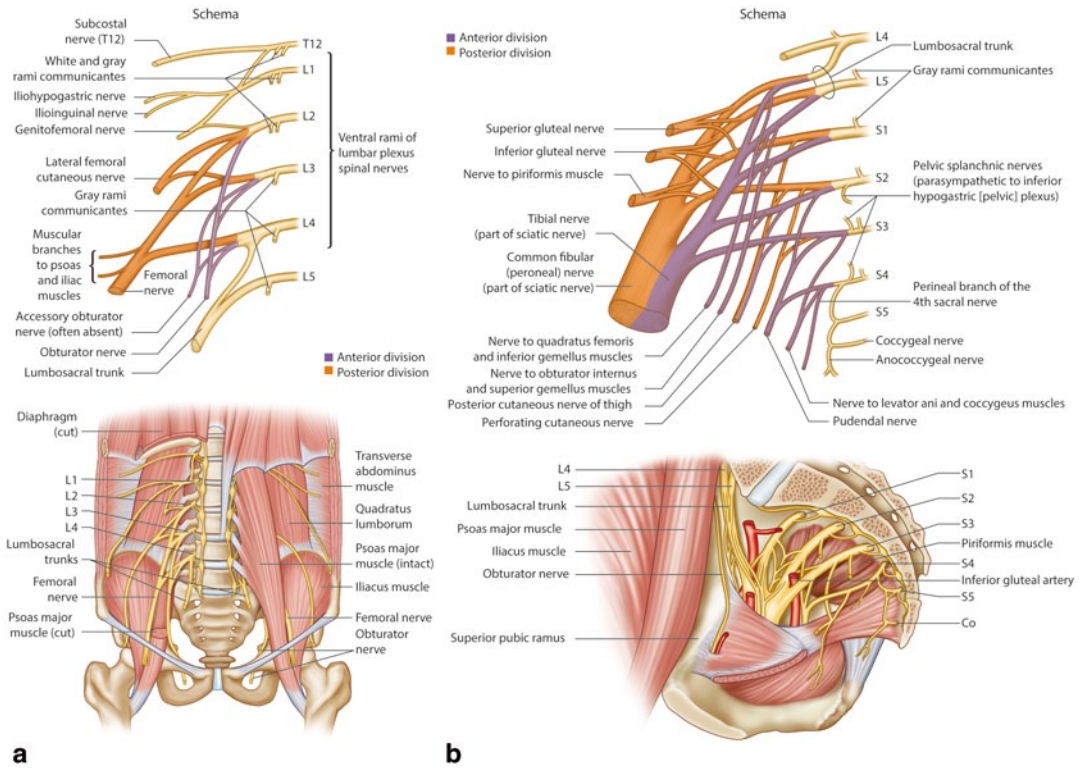 Schema
Subcostal
nerve (T12)
T12
White and gray
rami communicantes
L1
Iliohypogastric nerve
Ilioinguinal nerve
Genitofemoral nerve
L2
Ventral rami of
lumbar plexus
spinal nerves
Lateral femoral
cutaneous nerve
L3
Gray rami
communicantes
L4
Muscular
branches
to psoas
and iliac
muscles
Femoral
nerve
L5
Accessory obturator
nerve (often absent)
Obturator nerve
Lumbosacral trunk
Anterior division
Posterior division
Diaphragm
(cut)
L1
L2
L3
L4
Lumbosacral
trunks
Femoral
nerve
Psoas major
muscle (cut)
Transverse
abdominus
muscle
Quadratus
lumborum
Psoas major
muscle (intact)
Iliacus muscle
Femoral nerve
Obturator
nerve
a
Schema
Anterior division
Posterior division
L4
Lumbosacral trunk
Gray rami communicantes
L5
Superior gluteal nerve
S1
Inferior gluteal nerve
Nerve to piriformis muscle
S2
Pelvic splanchnic nerves
(parasympathetic to inferior
hypogastric [pelvic] plexus)
Tibial nerve
(part of sciatic nerve)
S3
Common fibular
(peroneal) nerve
(part of sciatic nerve)
S4
Perineal branch of the
4th sacral nerve
S5
Nerve to quadratus femoris
and inferior gemellus muscles
Coccygeal nerve
Anococcygeal nerve
Nerve to obturator internus
and superior gemellus muscles
Posterior cutaneous nerve of thigh
Perforating cutaneous nerve
Nerve to levator ani and coccygeus muscles
Pudendal nerve
L4
L5
Lumbosacral trunk
Psoas major muscle
Iliacus muscle
Obturator nerve
Superior pubic ramus
S1
S2
S3
Piriformis muscle
S4
Inferior gluteal artery
S5
Co
b